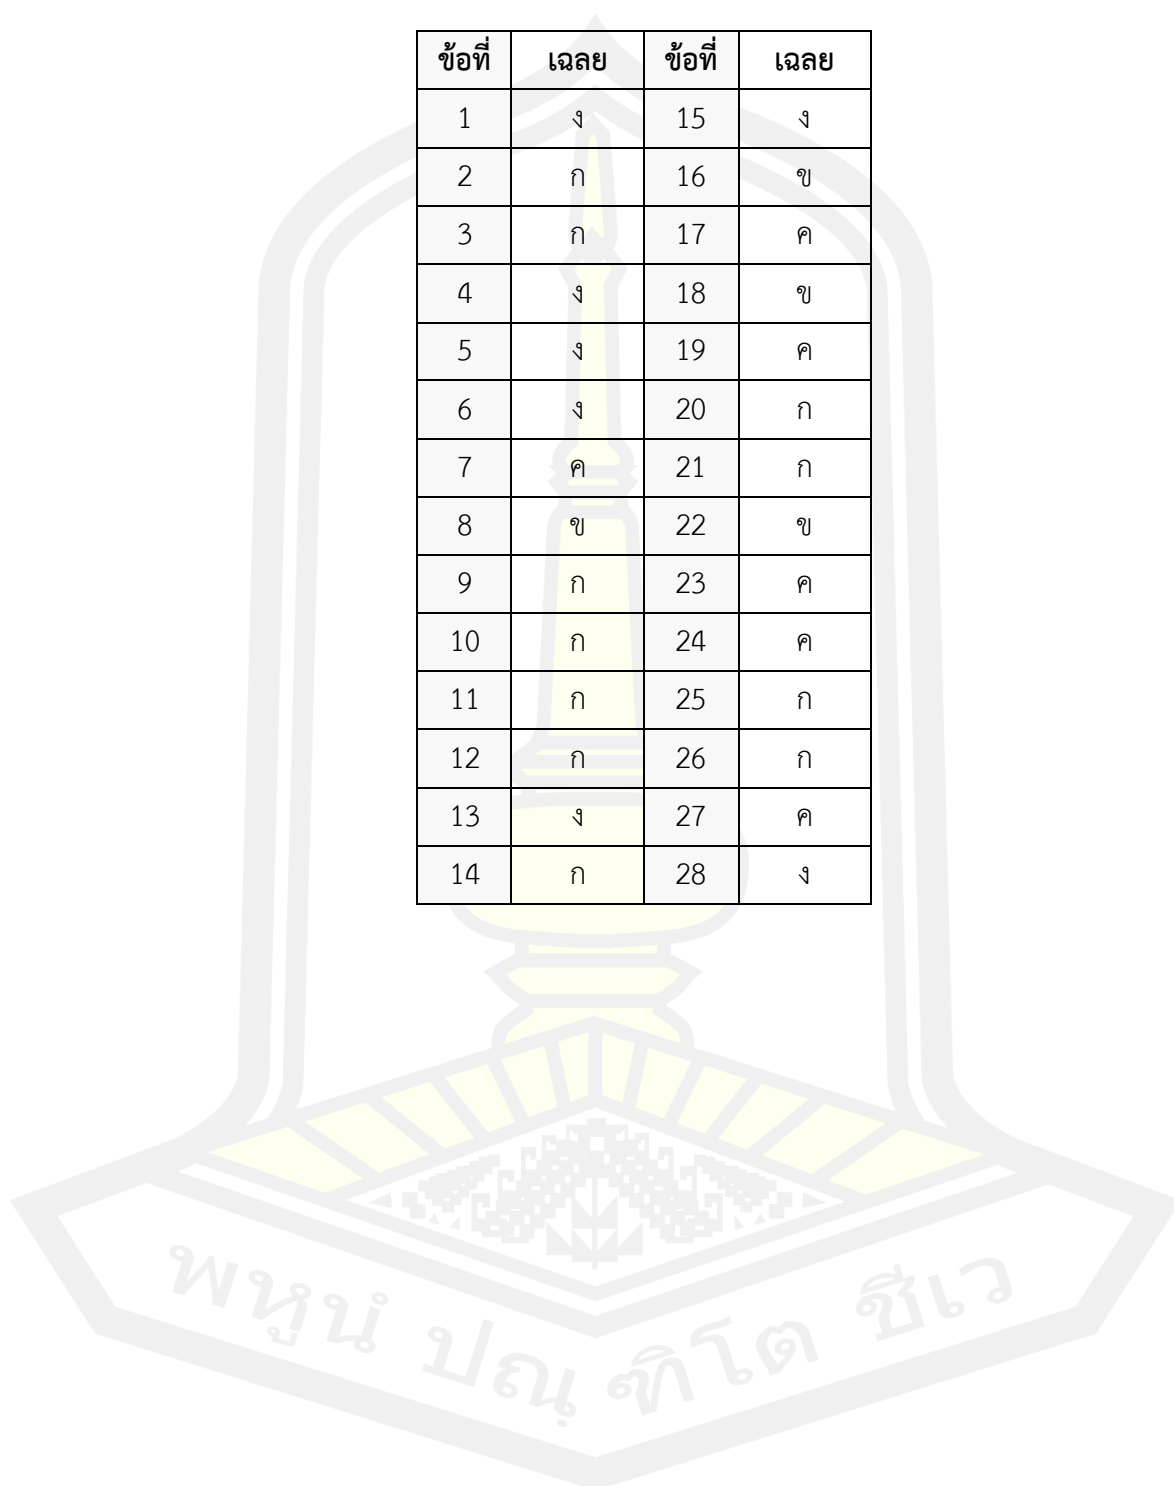 ข้อที่ เฉลย ข้อที่ เฉลย
1 ง 15 ง
2 ก 16 ข
3 ก 17 ค
4 ง 18 ข
5 ง 19 ค
6 ง 20 ก
7 ค 21 ก
8 ข 22 ข
9 ก 23 ค
10 ก 24 ค
11 ก 25 ก
12 ก 26 ก
13 ง 27 ค
14 ก 28 ง
พหูนํ ปณฺฑิโต ชีเว